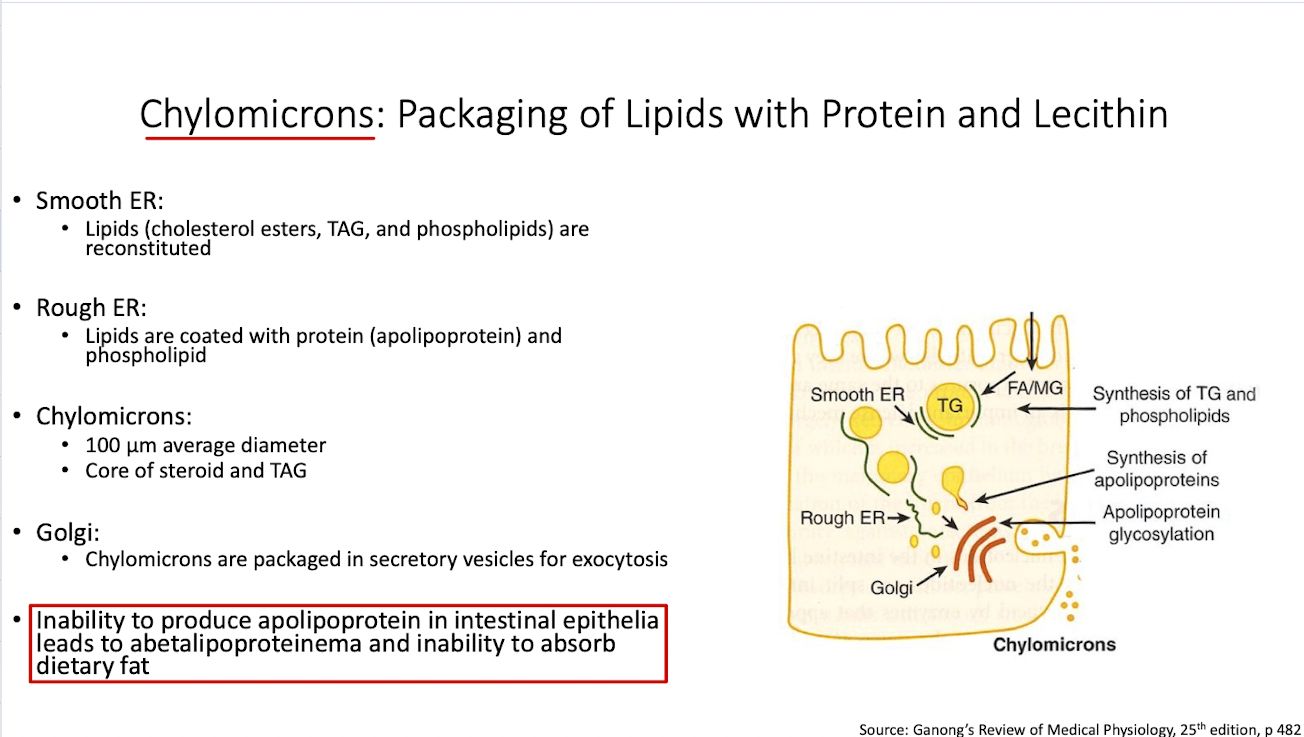 Chylomicrons: Packaging of Lipids with Protein and Lecithin
• Smooth ER:
• Lipids (cholesterol esters, TAG, and phospholipids) are
reconstituted
• Rough ER:
• Lipids are coated with protein (apolipoprotein) and
phospholipid
• Chylomicrons:
• 100 µm average diameter
• Core of steroid and TAG
• Golgi:
• Chylomicrons are packaged in secretory vesicles for exocytosis
• Inability to produce apolipoprotein in intestinal epithelia
leads to abetalipoproteinema and inability to absorb
dietary fat
Smooth ER
TG
FA/MG
Synthesis of TG and
phospholipids
Synthesis of
apolipoproteins
Rough ER
Apolipoprotein
glycosylation
Golgi
Chylomicrons
Source: Ganong’s Review of Medical Physiology, 25th edition, p 482